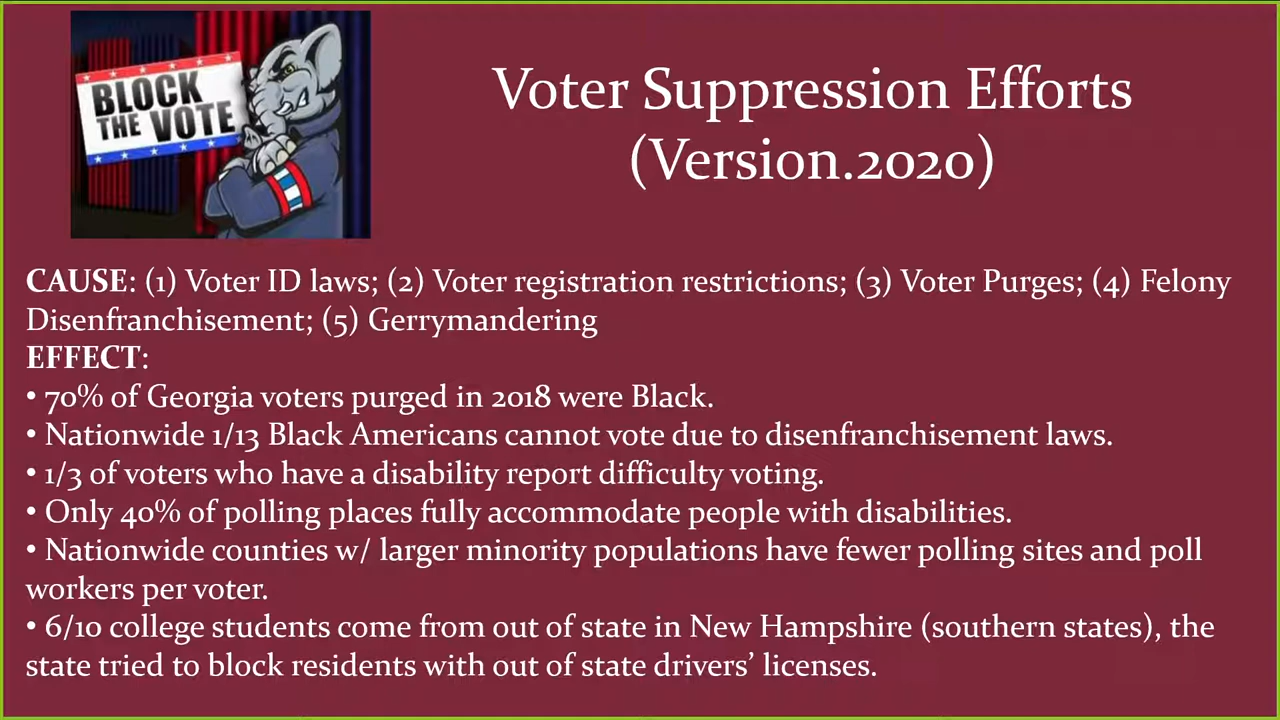 BLOCK
THE VOTE
Voter Suppression Efforts
(Version.2020)
CAUSE: (1) Voter ID laws; (2) Voter registration restrictions; (3) Voter Purges; (4) Felony
Disenfranchisement; (5) Gerrymandering
EFFECT:
• 70% of Georgia voters purged in 2018 were Black.
• Nationwide 1/13 Black Americans cannot vote due to disenfranchisement laws.
• 1/3 of voters who have a disability report difficulty voting.
• Only 40% of polling places fully accommodate people with disabilities.
• Nationwide counties w/ larger minority populations have fewer polling sites and poll
workers per voter.
• 6/10 college students come from out of state in New Hampshire (southern states), the
state tried to block residents with out of state drivers’ licenses.